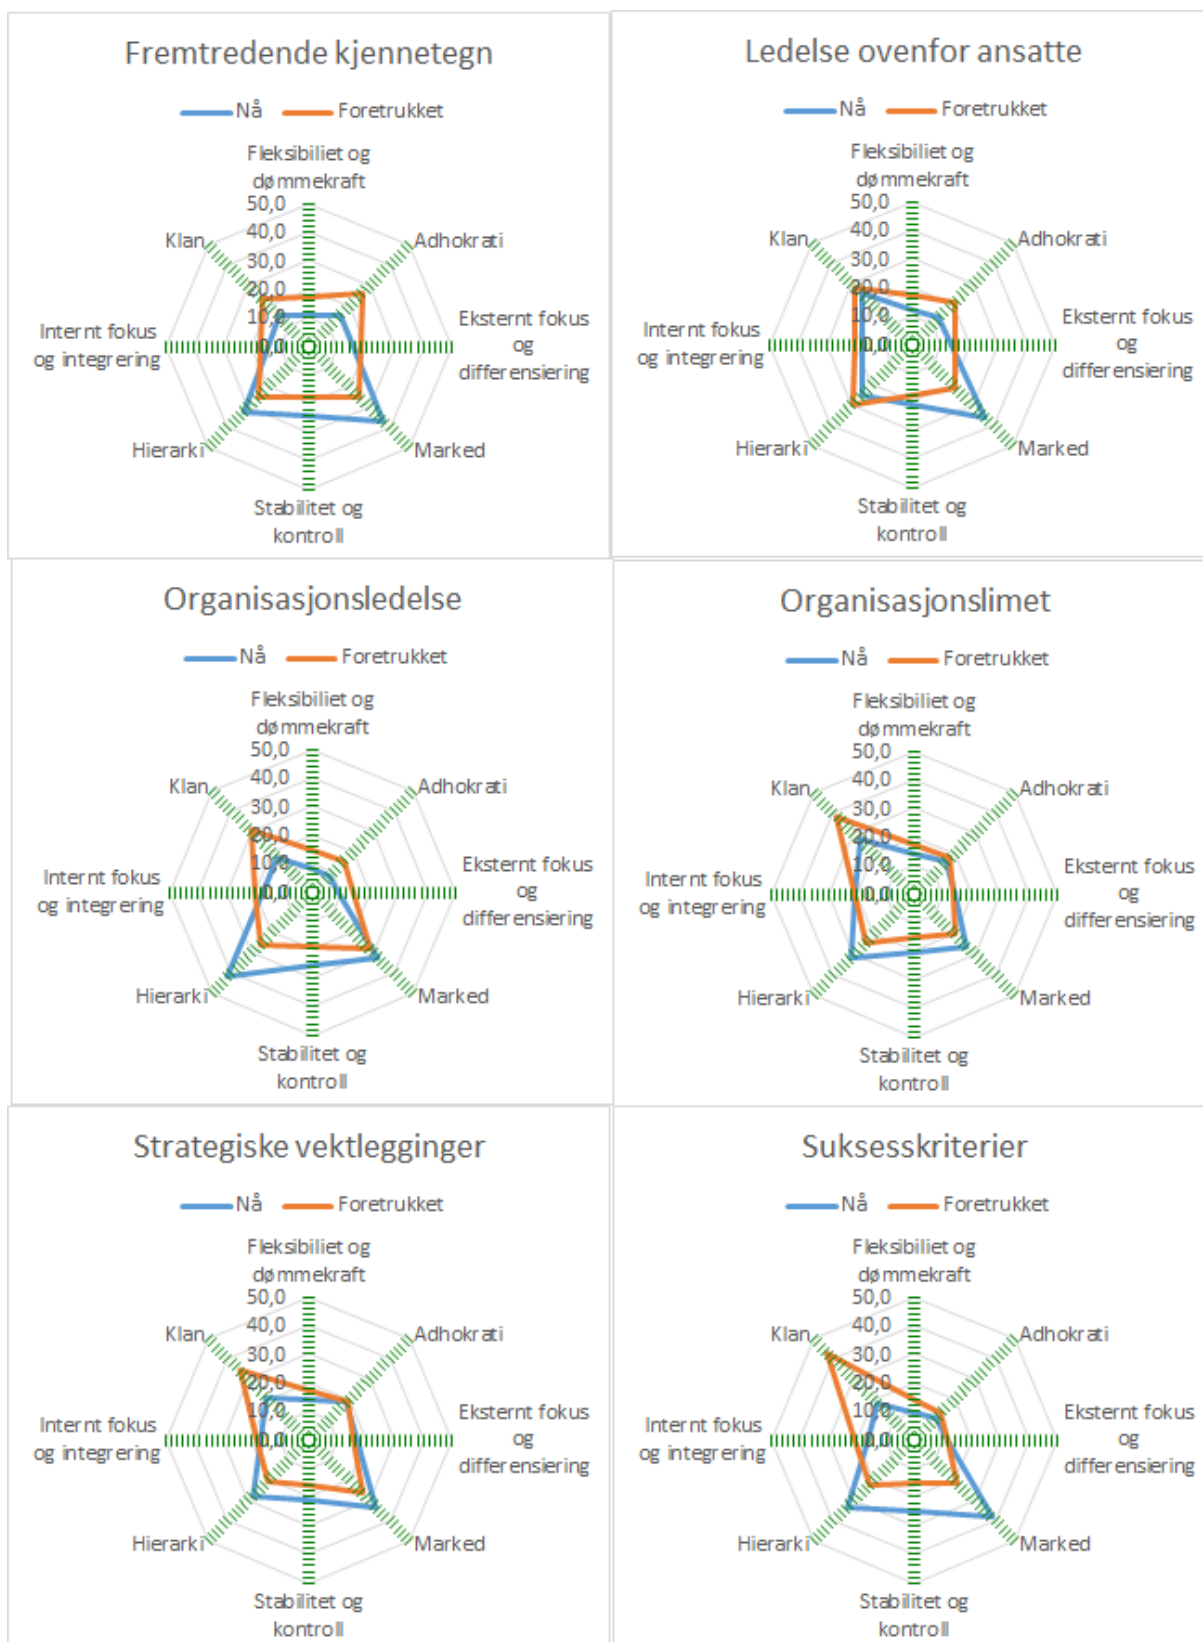 Fremtredende kjennetegn
Nå Foretrukket
Fleksibiliet og
dømmekraft
50,0
40,0
30,0
20,0
10,0
0,0
Klan
Adhokrati
Internt fokus
og integrering
Eksternt fokus
og
differensiering
Hierarki
Marked
Stabilitet og
kontroll
Ledelse ovenfor ansatte
Nå Foretrukket
Fleksibiliet og
dømmekraft
50,0
40,0
30,0
20,0
10,0
0,0
Klan
Adhokrati
Internt fokus
og integrering
Eksternt fokus
og
differensiering
Hierarki
Marked
Stabilitet og
kontroll
Organisasjonsledelse
Nå Foretrukket
Fleksibiliet og
dømmekraft
50,0
40,0
30,0
20,0
10,0
0,0
Klan
Adhokrati
Internt fokus
og integrering
Eksternt fokus
og
differensiering
Hierarki
Marked
Stabilitet og
kontroll
Organisasjonslimet
Nå Foretrukket
Fleksibiliet og
dømmekraft
50,0
40,0
30,0
20,0
10,0
0,0
Klan
Adhokrati
Internt fokus
og integrering
Eksternt fokus
og
differensiering
Hierarki
Marked
Stabilitet og
kontroll
Strategiske vektlegginger
Nå Foretrukket
Fleksibiliet og
dømmekraft
50,0
40,0
30,0
20,0
10,0
0,0
Klan
Adhokrati
Internt fokus
og integrering
Eksternt fokus
og
differensiering
Hierarki
Marked
Stabilitet og
kontroll
Suksesskriterier
Nå Foretrukket
Fleksibiliet og
dømmekraft
50,0
40,0
30,0
20,0
10,0
0,0
Klan
Adhokrati
Internt fokus
og integrering
Eksternt fokus
og
differensiering
Hierarki
Marked
Stabilitet og
kontroll